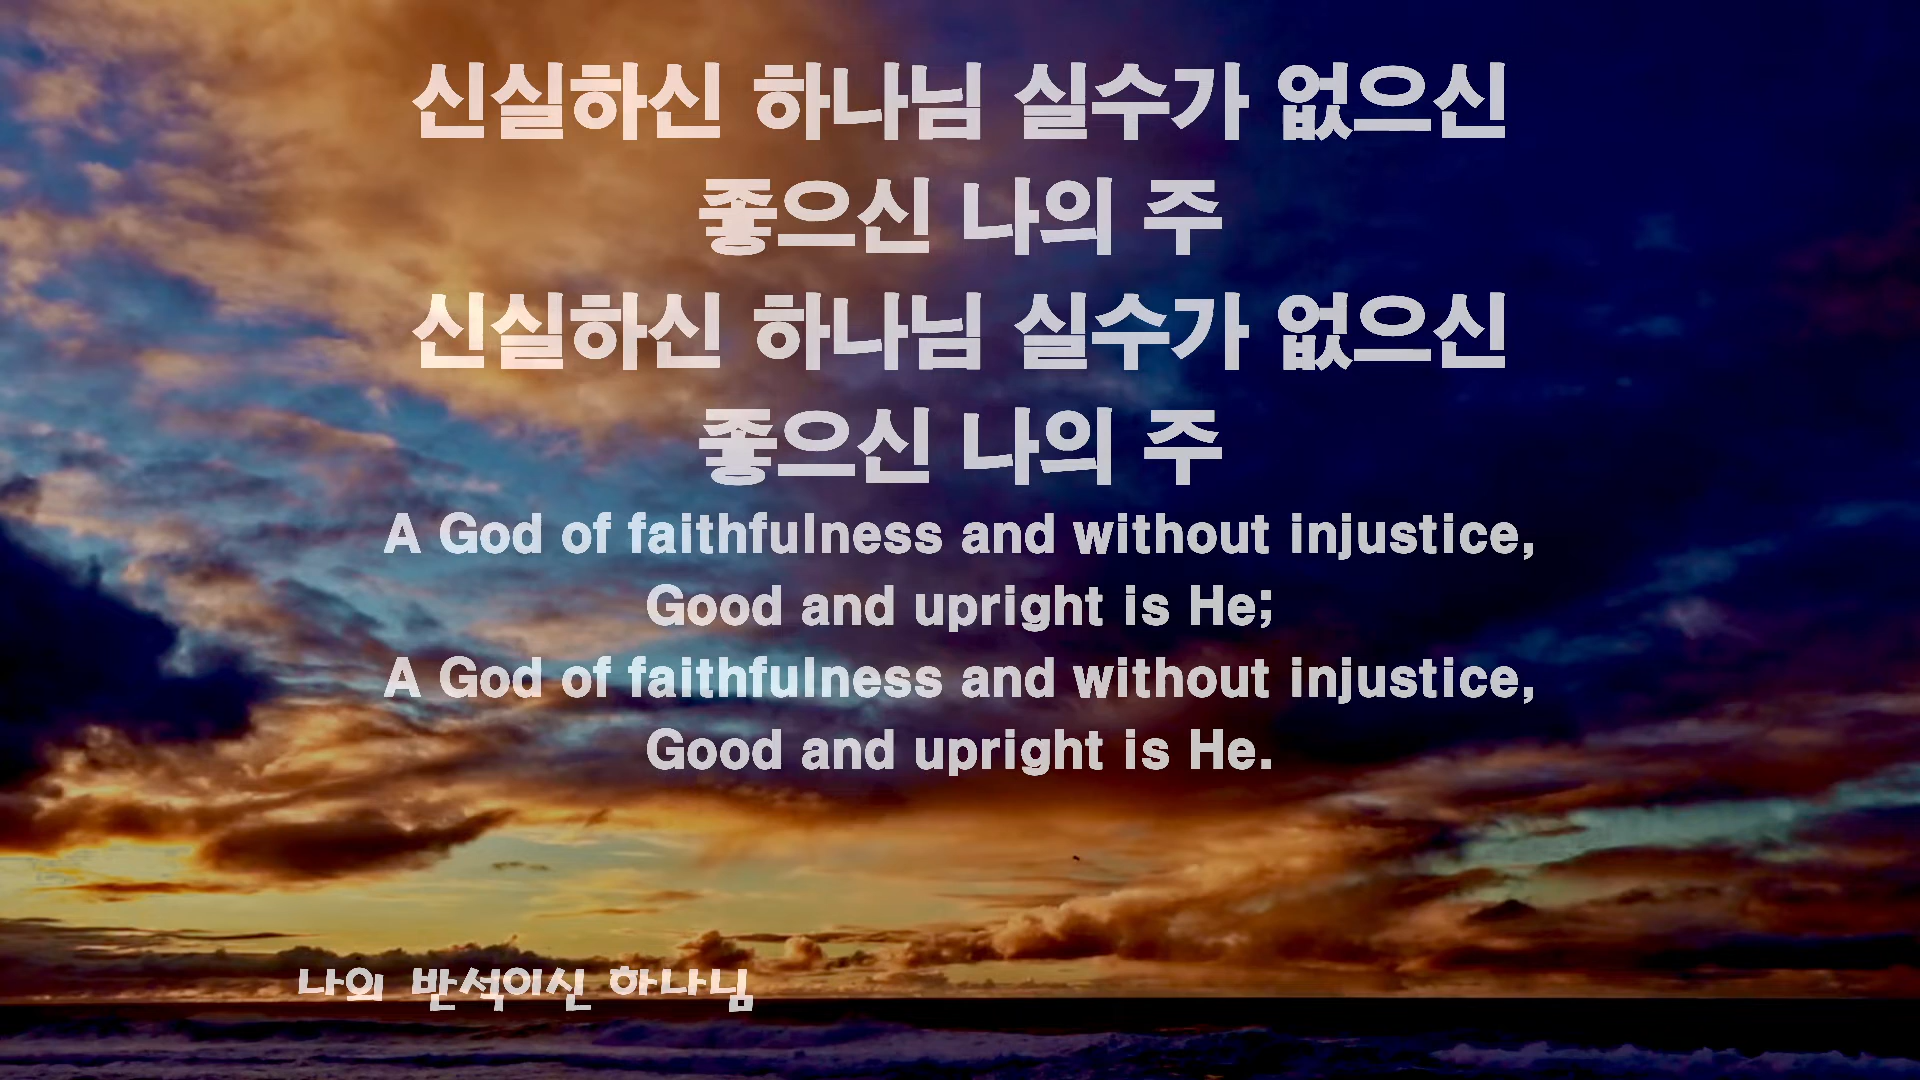 신실하신 하나님 실수가 없으신
좋으신 나의 주
신실하신 하나님 실수가 없으신
좋으신 나의 주
A God of faithfulness and without injustice,
Good and upright is He;
A God of faithfulness and without injustice,
Good and upright is He.
나의 반석이신 하나님